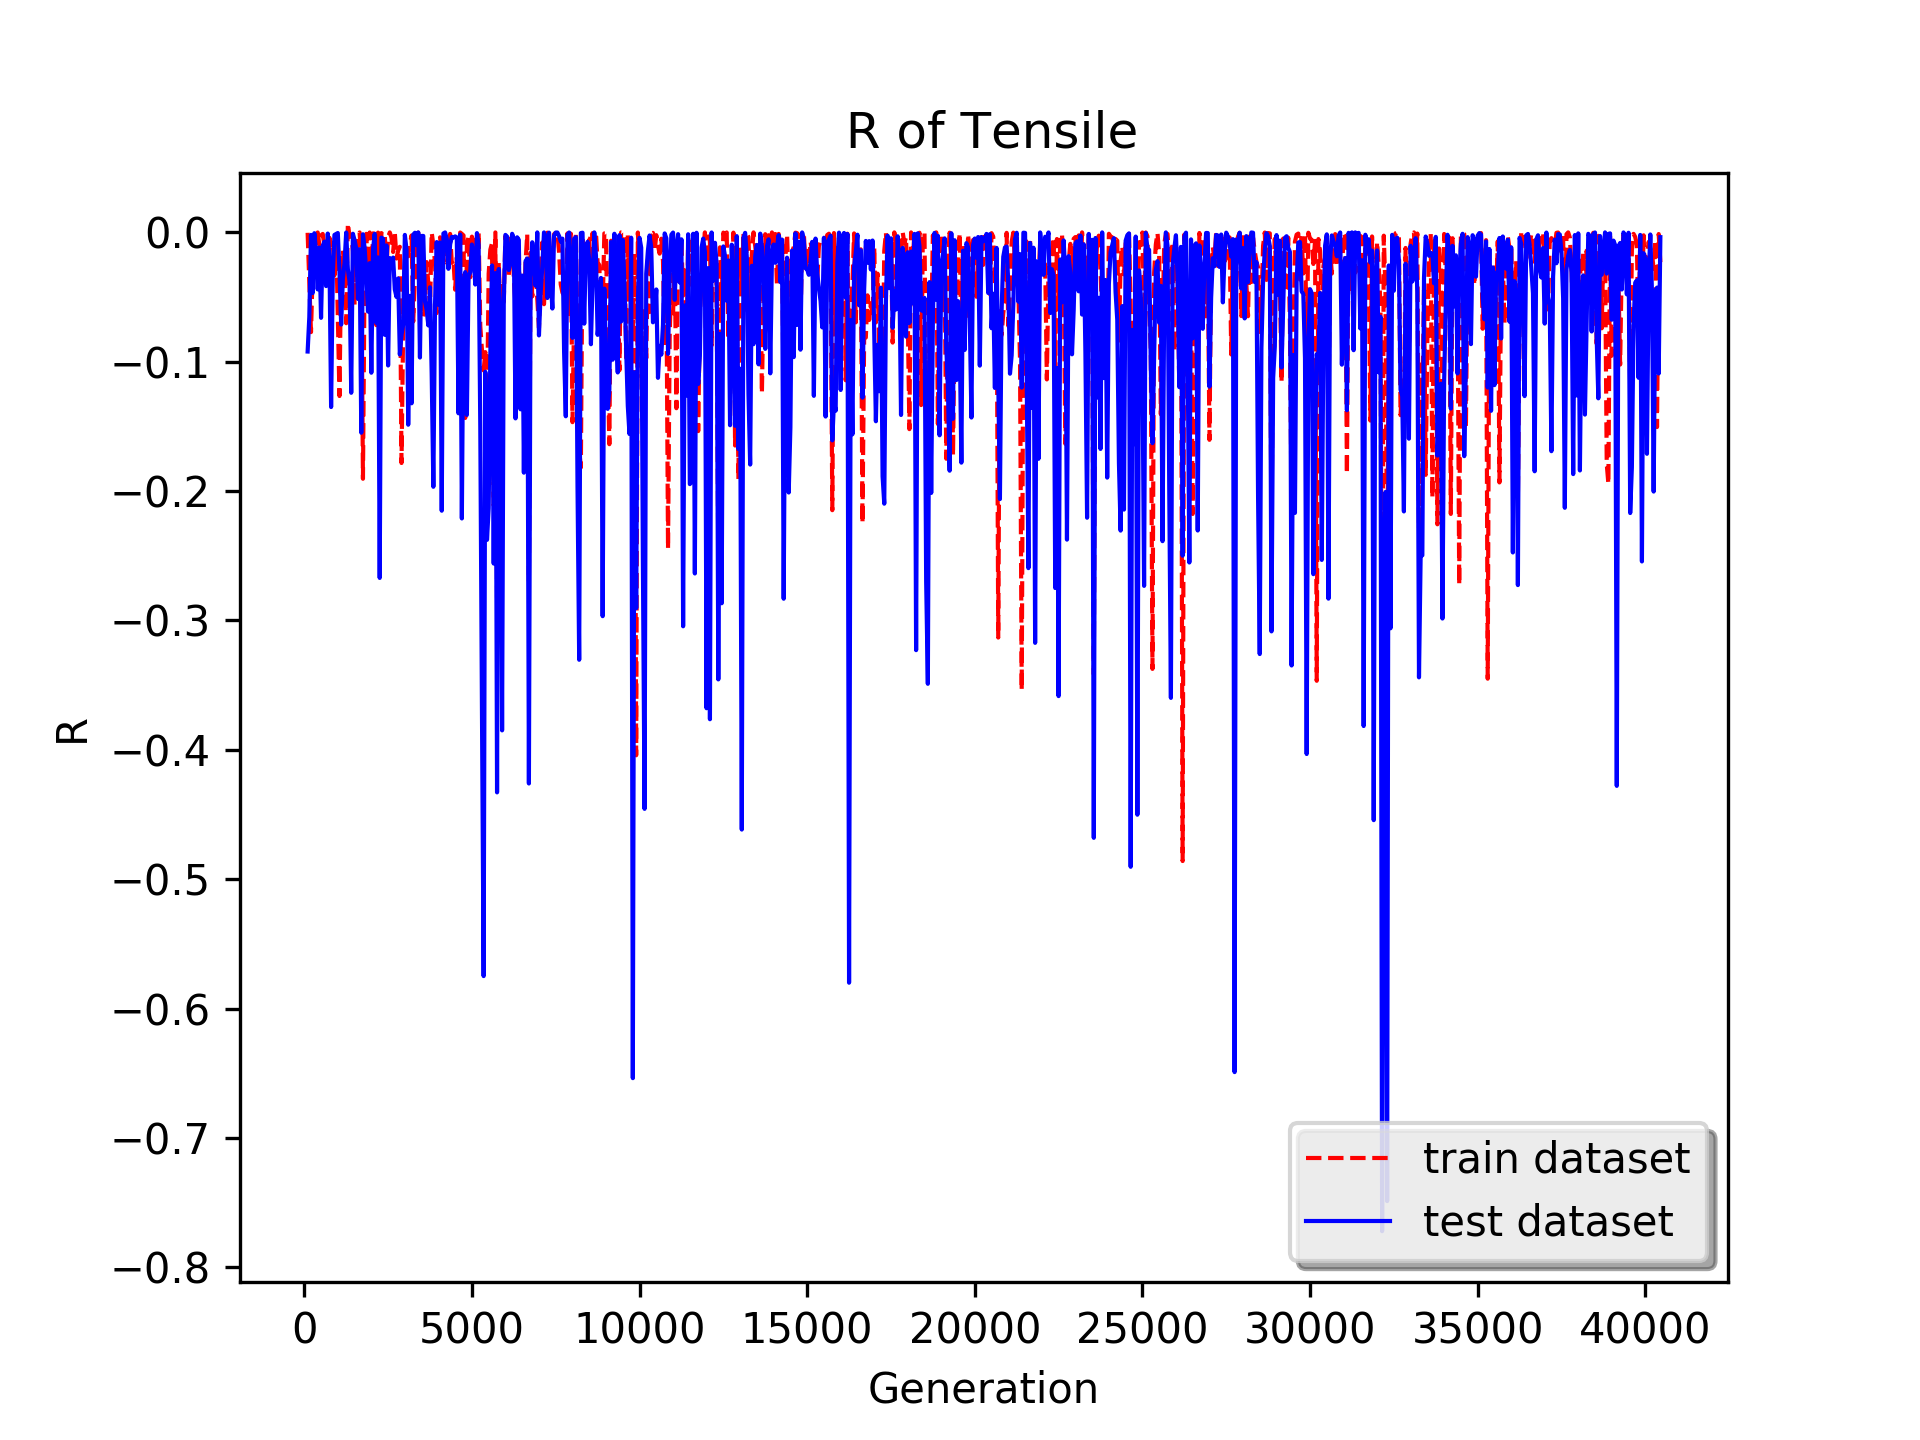 R of Tensile
R
0.0
−0.1
−0.2
−0.3
−0.4
−0.5
−0.6
−0.7
−0.8
train dataset
test dataset
0 5000 10000 15000 20000 25000 30000 35000 40000
Generation